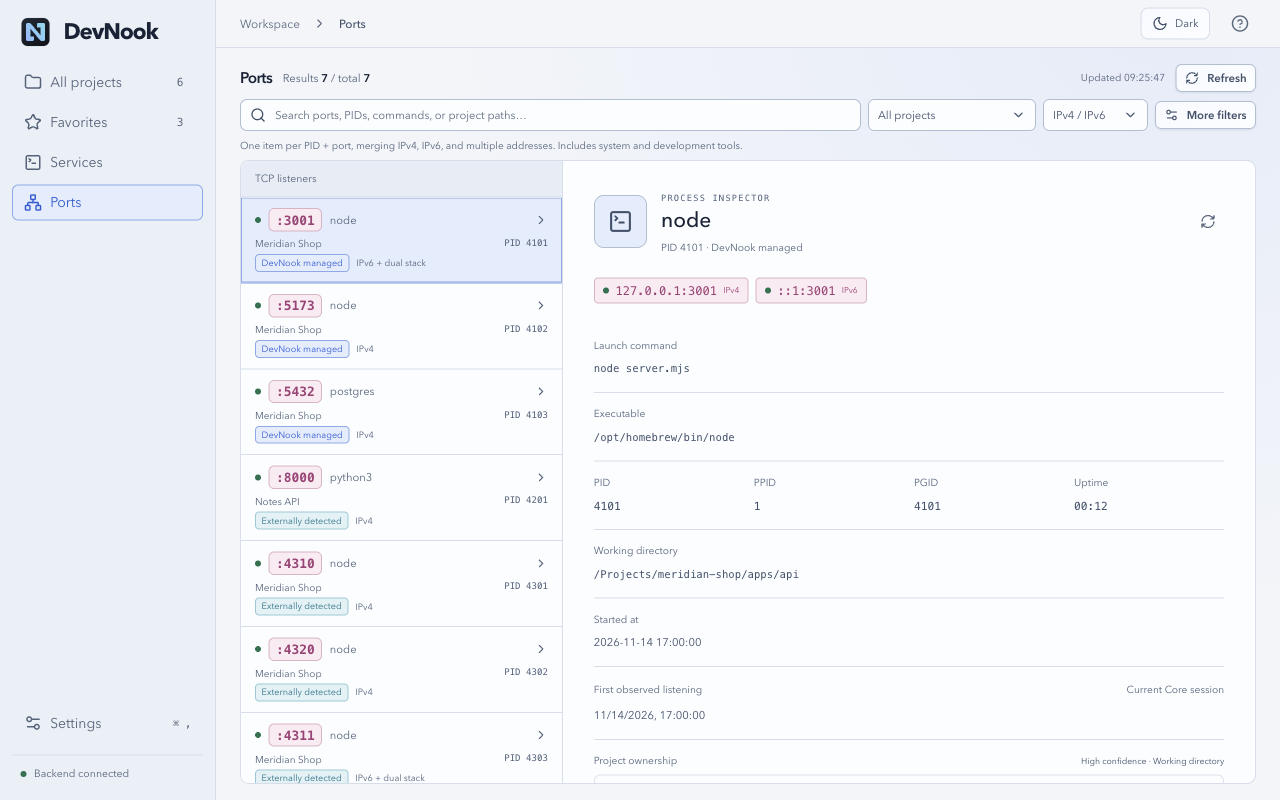 DevNook
All projects 6
Favorites 3
Services
Ports
Settings ⌘ ,
Backend connected
Workspace > Ports
Dark
Ports Results 7 / total 7
Updated 09:25:47
Refresh
Search ports, PIDs, commands, or project paths…
All projects
IPv4 / IPv6
More filters
One item per PID + port, merging IPv4, IPv6, and multiple addresses. Includes system and development tools.
TCP listeners
:3001 node
Meridian Shop PID 4101
DevNook managed IPv6 + dual stack
:5173 node
Meridian Shop PID 4102
DevNook managed IPv4
:5432 postgres
Meridian Shop PID 4103
DevNook managed IPv4
:8000 python3
Notes API PID 4201
Externally detected IPv4
:4310 node
Meridian Shop PID 4301
Externally detected IPv4
:4320 node
Meridian Shop PID 4302
Externally detected IPv4
:4311 node
Meridian Shop PID 4303
Externally detected IPv6 + dual stack
PROCESS INSPECTOR
node
PID 4101 · DevNook managed
127.0.0.1:3001 IPv4 ::1:3001 IPv6
Launch command
node server.mjs
Executable
/opt/homebrew/bin/node
PID PPID PGID Uptime
4101 1 4101 00:12
Working directory
/Projects/meridian-shop/apps/api
Started at
2026-11-14 17:00:00
First observed listening Current Core session
11/14/2026, 17:00:00
Project ownership High confidence · Working directory